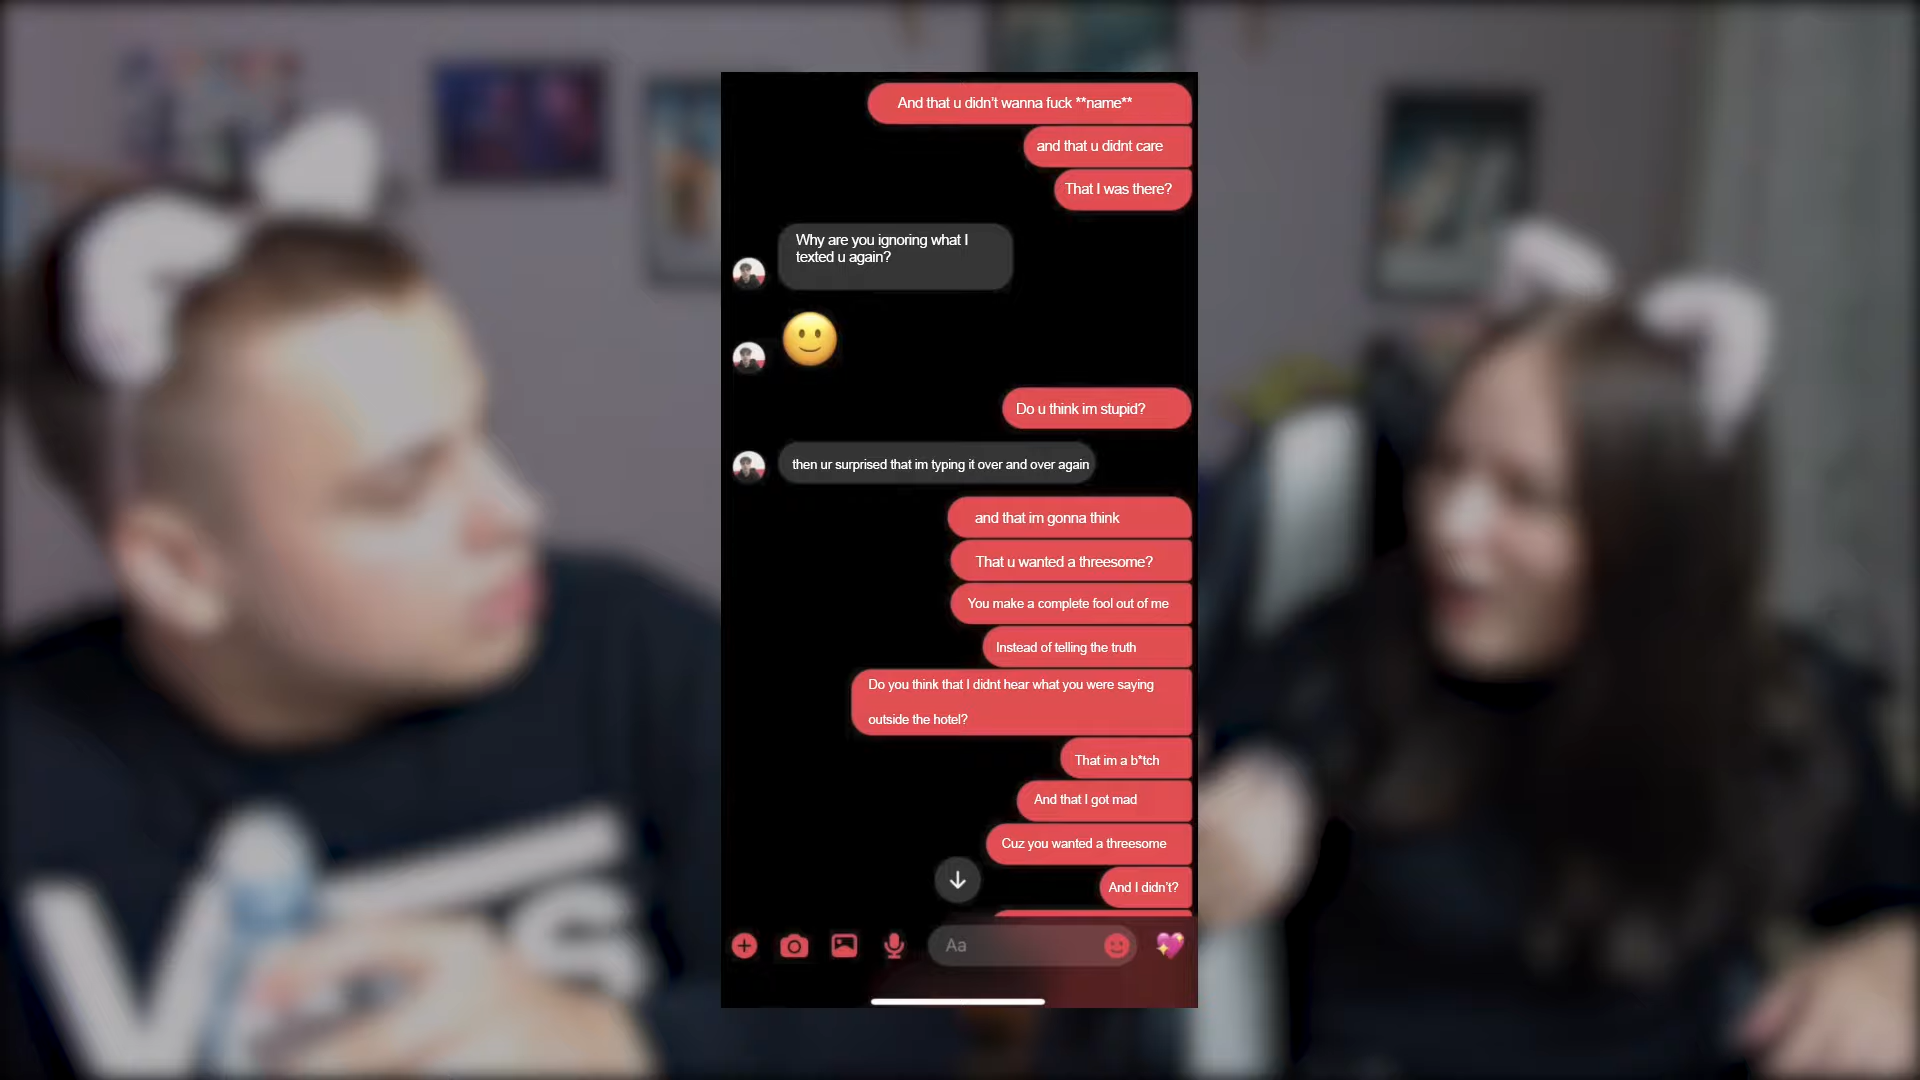 And that u didn't wanna fuck **name**
and that u didnt care
That I was there?
Why are you ignoring what I
texted u again?
Do u think im stupid?
then ur surprised that im typing it over and over again
and that im gonna think
That u wanted a threesome?
You make a complete fool out of me
Instead of telling the truth
Do you think that I didnt hear what you were saying
outside the hotel?
That im a b*tch
And that I got mad
Cuz you wanted a threesome
And I didn't?
Aa